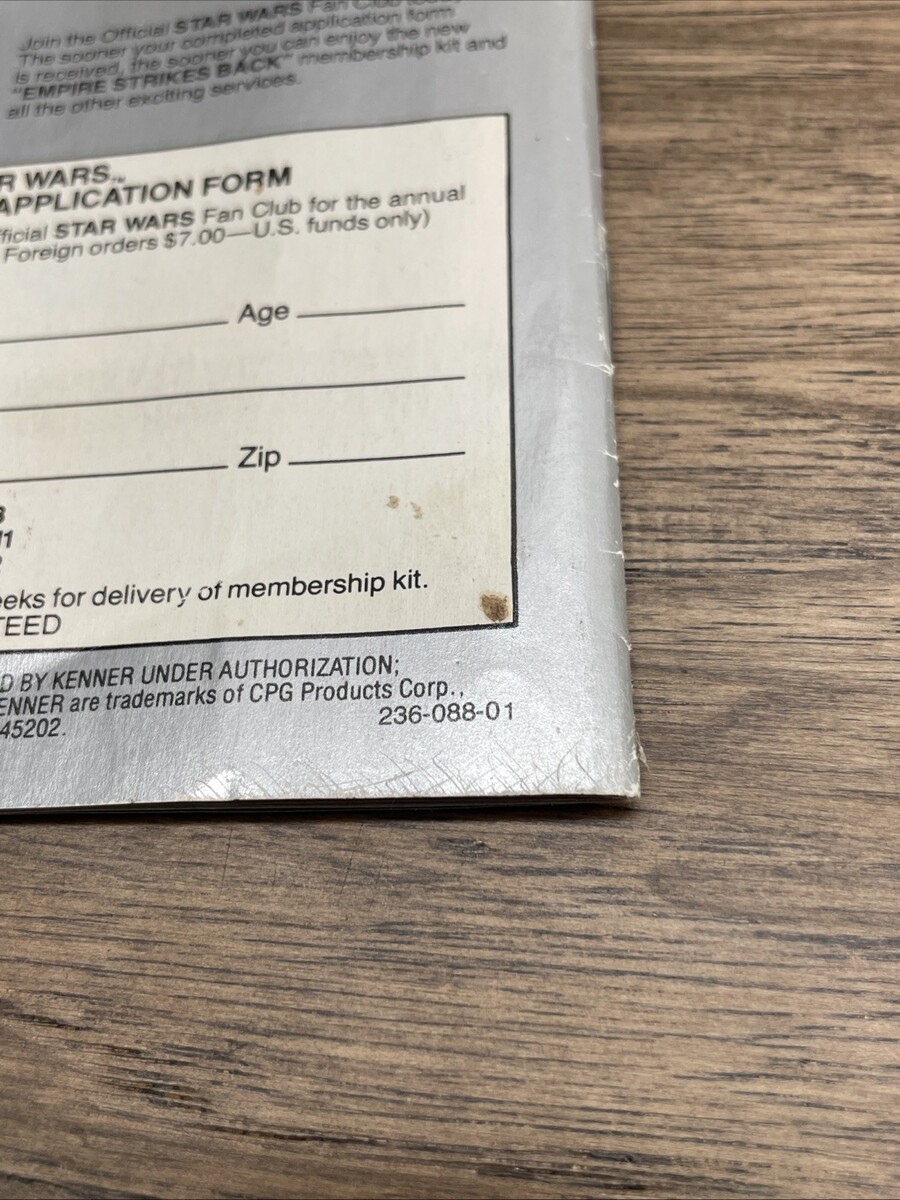 Join the Official STAR WARS Fan Club
The sooner your completed application form
is received, the sooner you can enjoy the new
"EMPIRE STRIKES BACK" membership kit and
all the other exciting services.
R WARS™
APPLICATION FORM
fficial STAR WARS Fan Club for the annual
Foreign orders $7.00—U.S. funds only)
Age
Zip
eeks for delivery of membership kit.
TEED
D BY KENNER UNDER AUTHORIZATION;
ENNER are trademarks of CPG Products Corp.,
45202.
236-088-01